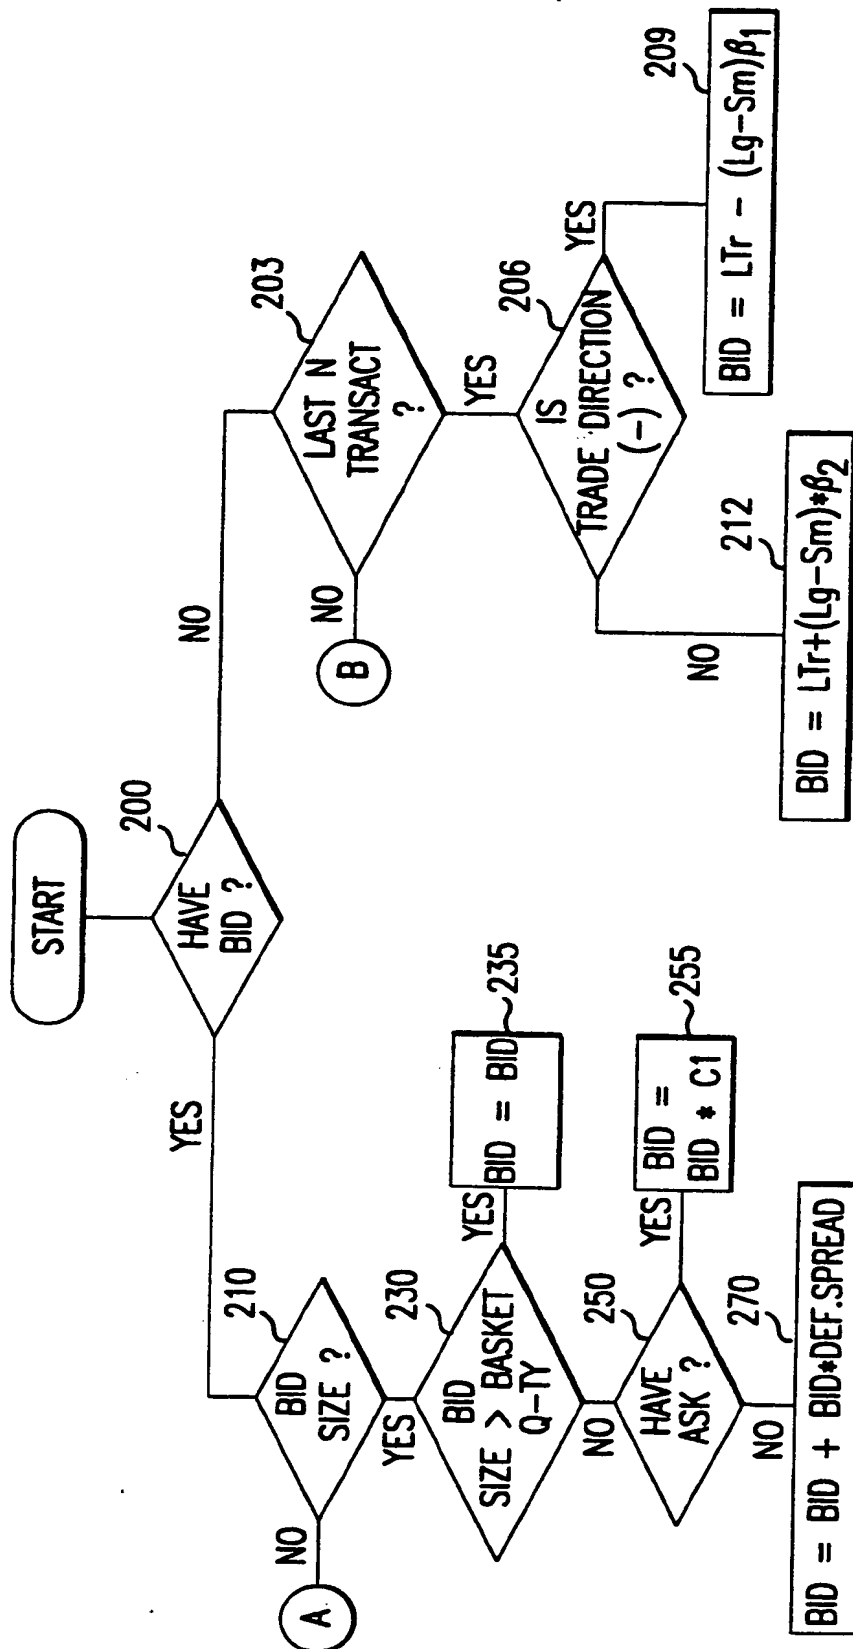 START
200
HAVE
BID ?
YES
NO
210
BID
SIZE ?
NO
A
YES
230
BID
SIZE > BASKET
Q-TY
YES
BID = BID
235
NO
250
HAVE
ASK ?
YES
BID =
BID * C1
255
NO
270
BID = BID + BID*DEF.SPREAD
203
LAST N
TRANSACT
?
NO
B
YES
206
IS
TRADE DIRECTION
(-) ?
YES
209
BID = LTr - (Lg-Sm)β1
NO
212
BID = LTr+(Lg-Sm)*β2